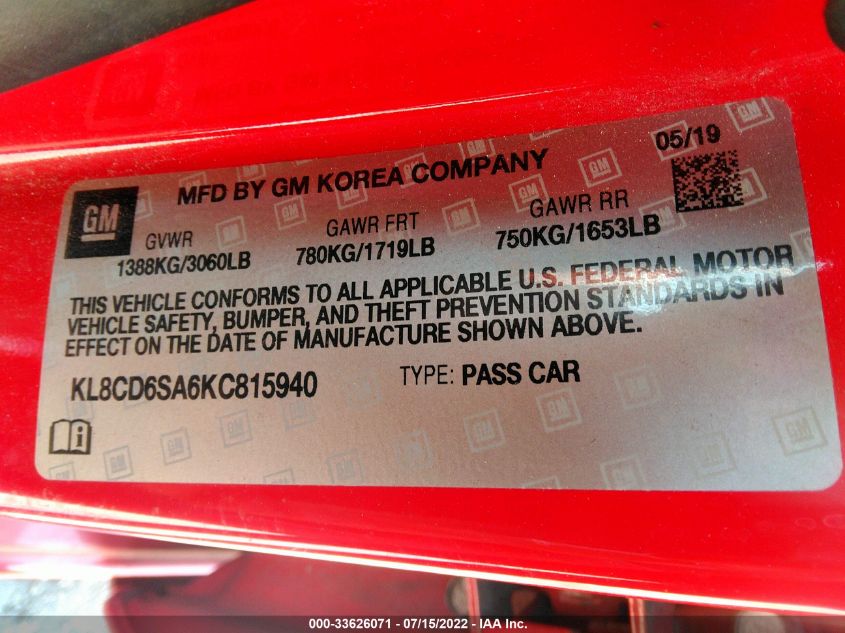 05/19
MFD BY GM KOREA COMPANY
GM
GVWR GAWR FRT GAWR RR
1388KG/3060LB 780KG/1719LB 750KG/1653LB
THIS VEHICLE CONFORMS TO ALL APPLICABLE U.S. FEDERAL MOTOR
VEHICLE SAFETY, BUMPER, AND THEFT PREVENTION STANDARDS IN
EFFECT ON THE DATE OF MANUFACTURE SHOWN ABOVE.
KL8CD6SA6KC815940 TYPE: PASS CAR
000-33626071 - 07/15/2022 - IAA Inc.